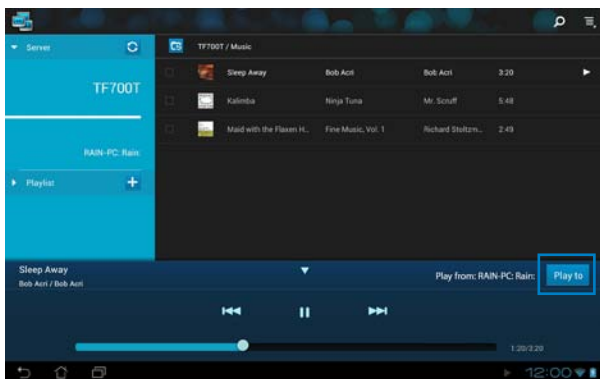 Server
TF700T
RAIN-PC: Rain:
Playlist
TF700T / Music
Sleep Away Bob Acri Bob Acri 3:20
Kalimba Ninja Tuna Mr. Scruff 5:48
Maid with the Flaxen H... Fine Music, Vol. 1 Richard Stoltzm... 2:49
Sleep Away
Bob Acri / Bob Acri
Play from: RAIN-PC: Rain:
Play to
1:20/3:20
12:00